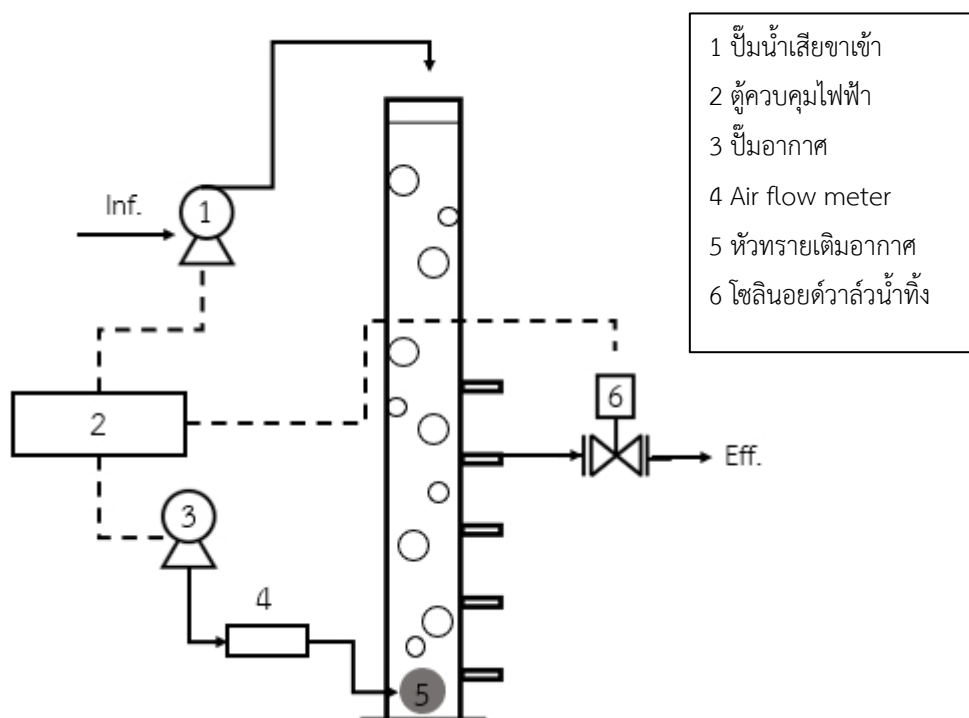 1 ปั๊มน้ำเสียขาเข้า
2 ตู้ควบคุมไฟฟ้า
3 ปั๊มอากาศ
4 Air flow meter
5 หัวทรายเติมอากาศ
6 โซลินอยด์วาล์วน้ำทิ้ง
Inf.
1
2
3
4
5
6
Eff.